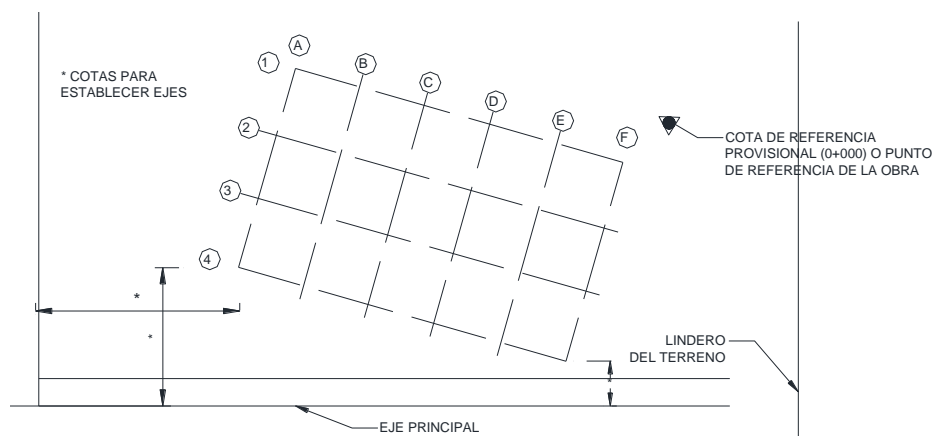 A
1
B
* COTAS PARA
ESTABLECER EJES
C
D
2
E
F
COTA DE REFERENCIA
PROVISIONAL (0+000) O PUNTO
DE REFERENCIA DE LA OBRA
3
4
*
*
LINDERO
DEL TERRENO
*
EJE PRINCIPAL